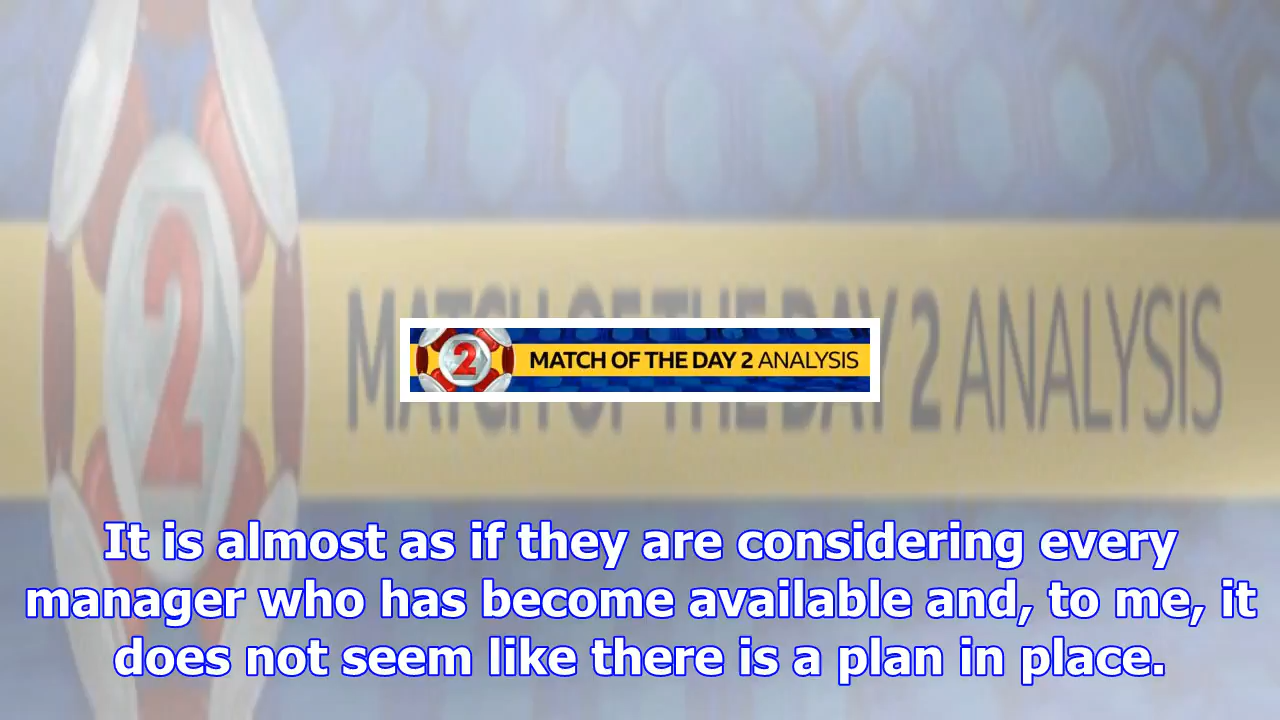 2
MATCH OF THE DAY 2 ANALYSIS
2
MATCH OF THE DAY 2 ANALYSIS
It is almost as if they are considering every
manager who has become available and, to me, it
does not seem like there is a plan in place.